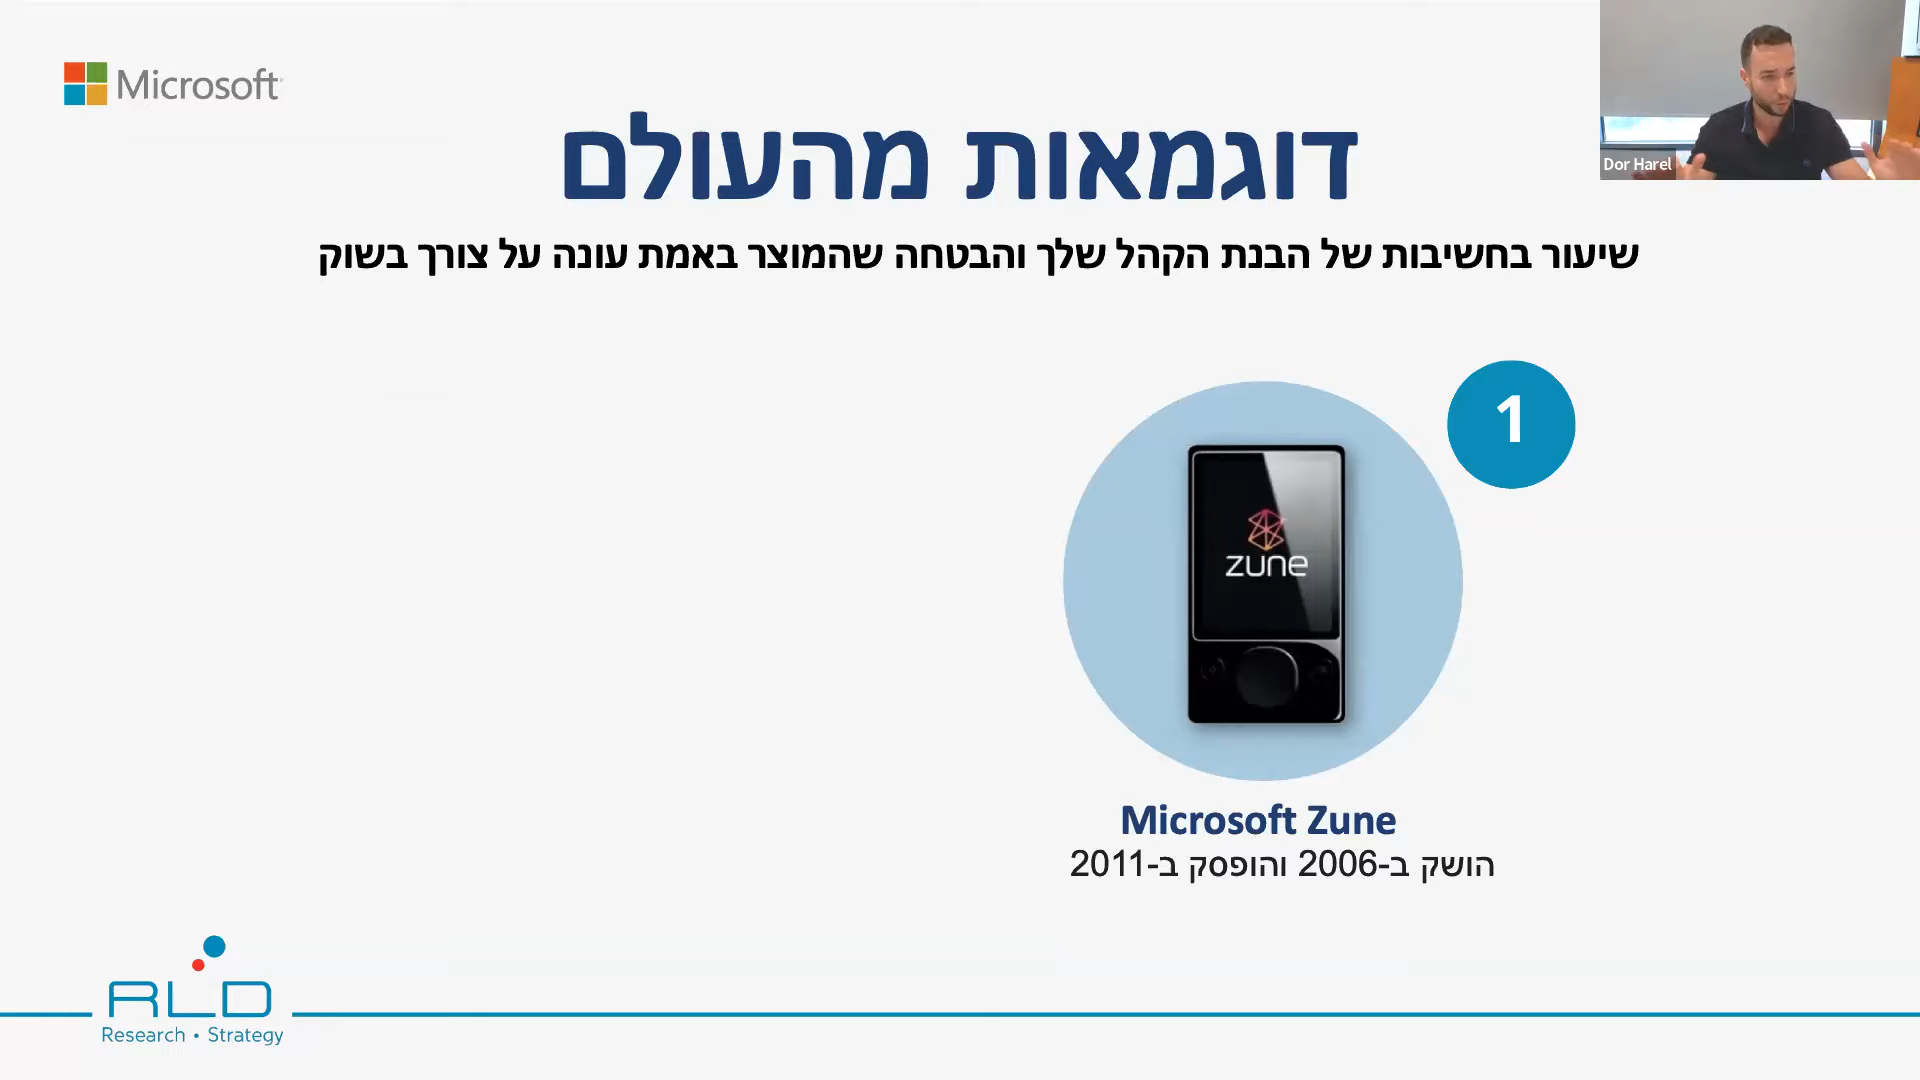 Microsoft
דוגמאות מהעולם
Dor Harel
שיעור בחשיבות של הבנת הקהל שלך והבטחה שהמוצר באמת עונה על צורך בשוק
1
zune
Microsoft Zune
הושק ב-2006 והופסק ב-2011
RLD
Research • Strategy